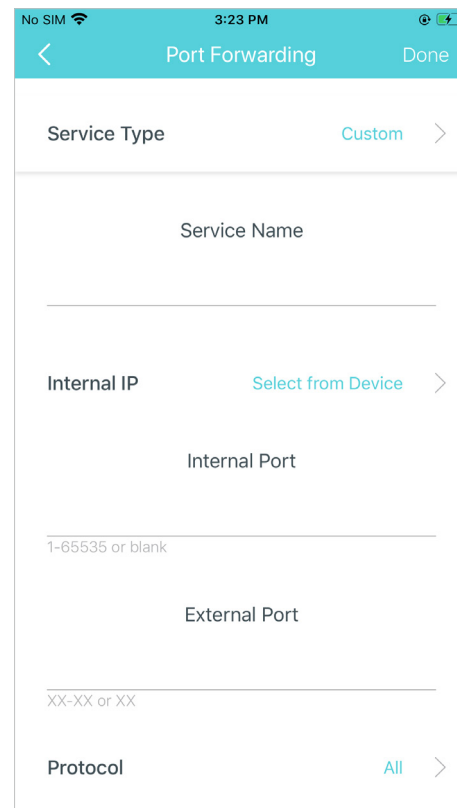 No SIM 3:23 PM
Port Forwarding Done
Service Type Custom
Service Name
Internal IP Select from Device
Internal Port
1-65535 or blank
External Port
XX-XX or XX
Protocol All